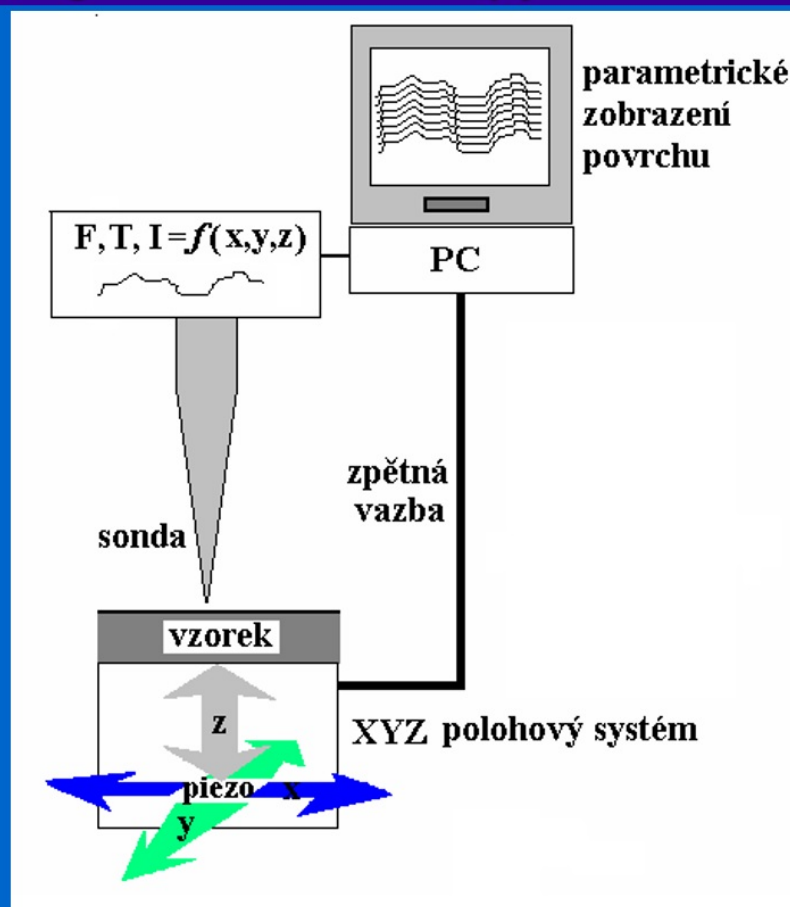 parametrické
zobrazení
povrchu
F, T, I=f(x,y,z)
PC
zpětná
vazba
sonda
vzorek
z
XYZ polohový systém
piezo x
y